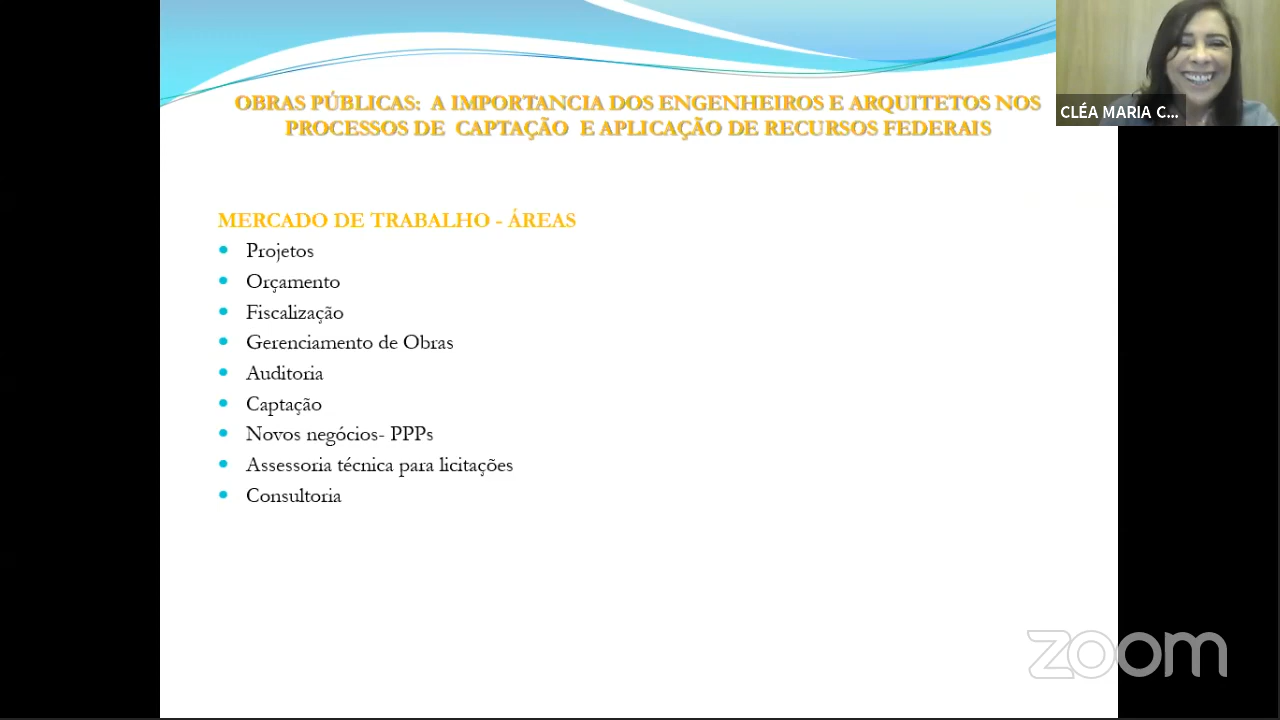 OBRAS PÚBLICAS: A IMPORTANCIA DOS ENGENHEIROS E ARQUITETOS NOS
PROCESSOS DE CAPTAÇÃO E APLICAÇÃO DE RECURSOS FEDERAIS
CLÉA MARIA C...
MERCADO DE TRABALHO - ÁREAS
• Projetos
• Orçamento
• Fiscalização
• Gerenciamento de Obras
• Auditoria
• Captação
• Novos negócios- PPPs
• Assessoria técnica para licitações
• Consultoria
zoom